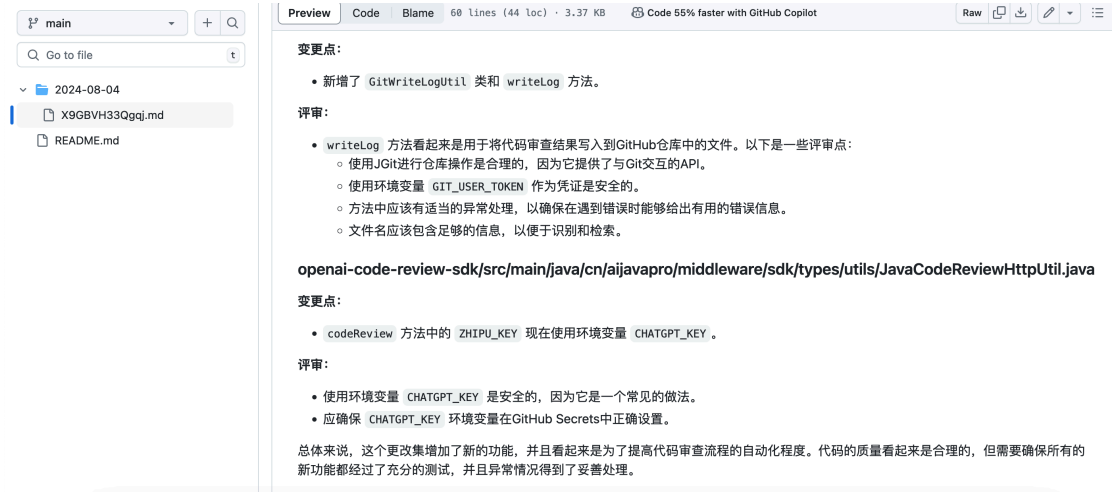 main
Preview Code Blame 60 lines (44 loc) · 3.37 KB Code 55% faster with GitHub Copilot Raw
Go to file t
2024-08-04
X9GBVH33Qgqj.md
README.md
变更点：
新增了 GitWriteLogUtil 类和 writeLog 方法。
评审：
writeLog 方法看起来是用于将代码审查结果写入到GitHub仓库中的文件。以下是一些评审点：
使用JGit进行仓库操作是合理的，因为它提供了与Git交互的API。
使用环境变量 GIT_USER_TOKEN 作为凭证是安全的。
方法中应该有适当的异常处理，以确保在遇到错误时能够给出有用的错误信息。
文件名应该包含足够的信息，以便于识别和检索。
openai-code-review-sdk/src/main/java/cn/aijavapro/middleware/sdk/types/utils/JavaCodeReviewHttpUtil.java
变更点：
codeReview 方法中的 ZHIPU_KEY 现在使用环境变量 CHATGPT_KEY 。
评审：
使用环境变量 CHATGPT_KEY 是安全的，因为它是一个常见的做法。
应确保 CHATGPT_KEY 环境变量在GitHub Secrets中正确设置。
总体来说，这个更改集增加了新的功能，并且看起来是为了提高代码审查流程的自动化程度。代码的质量看起来是合理的，但需要确保所有的
新功能都经过了充分的测试，并且异常情况得到了妥善处理。